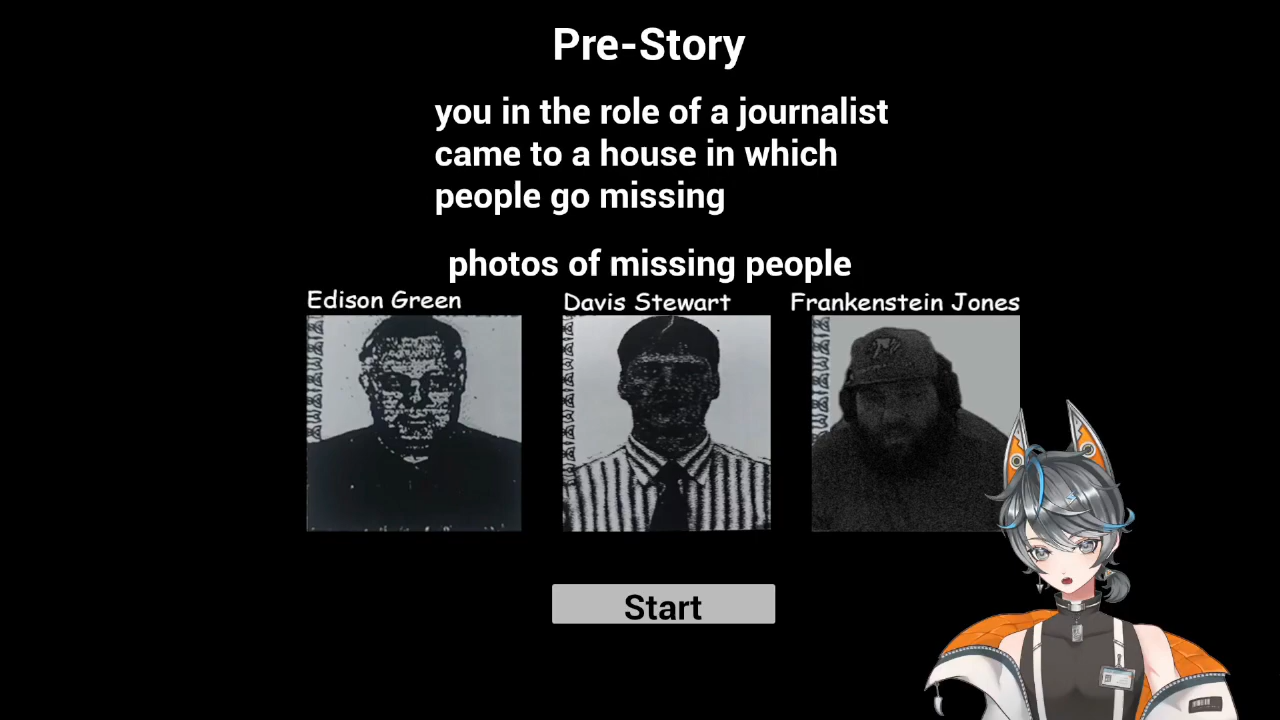 Pre-Story
you in the role of a journalist
came to a house in which
people go missing
photos of missing people
Edison Green
Davis Stewart
Frankenstein Jones
Start